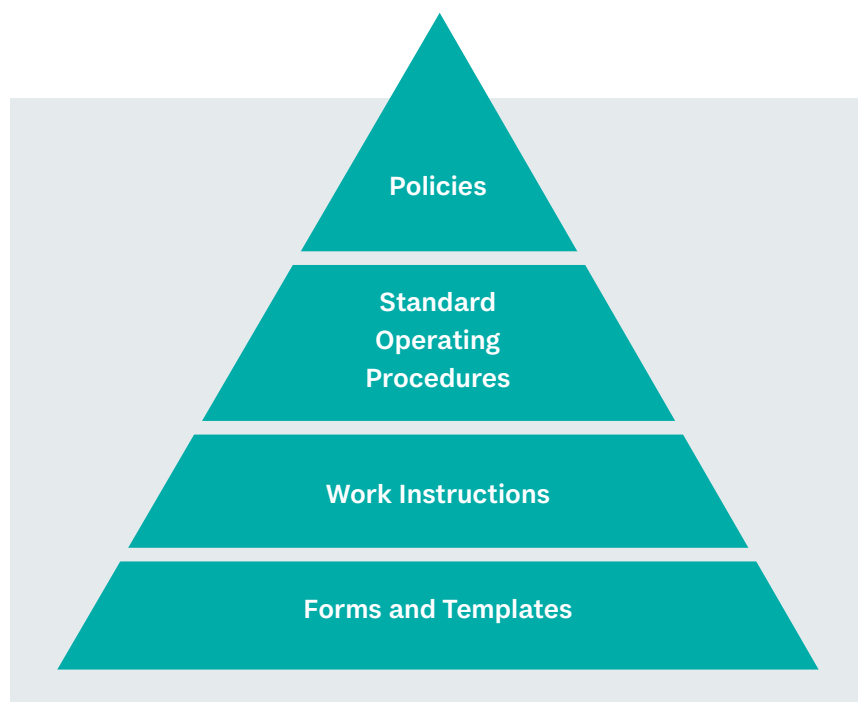 Policies
Standard
Operating
Procedures
Work Instructions
Forms and Templates